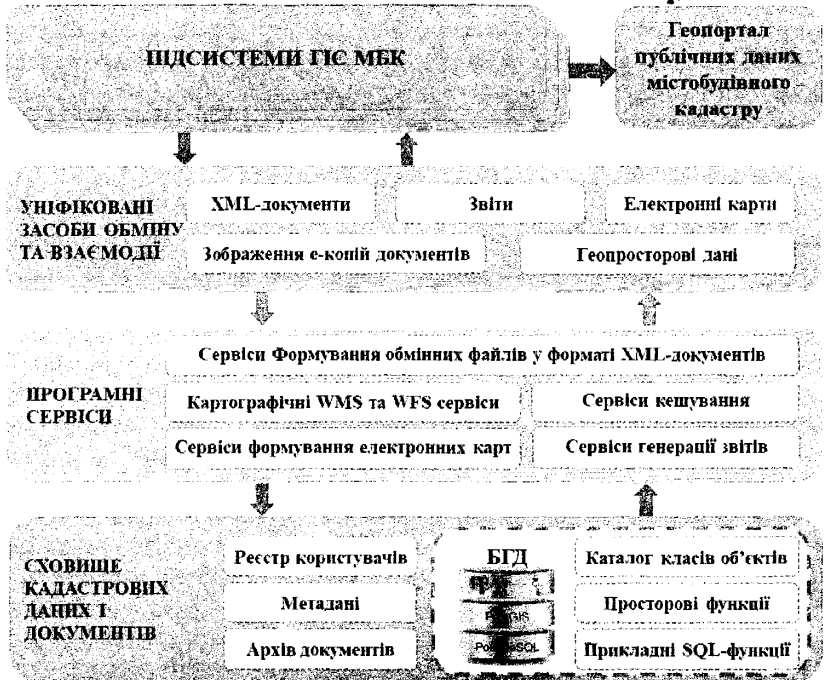 ПІДСИСТЕМИ ГІС МБК
Геопортал
публічних даних
містобудівного
кадастру
УНІФІКОВАНІ
ЗАСОБИ ОБМІНУ
ТА ВЗАЄМОДІЇ
XML-документи
Звіти
Електронні карти
Зображення е-копій документів
Геопросторові дані
ПРОГРАМНІ
СЕРВІСИ
Сервіси Формування обмінних файлів у форматі XML-документів
Картографічні WMS та WFS сервіси
Сервіси кешування
Сервіси формування електронних карт
Сервіси генерації звітів
СХОВИЩЕ
КАДАСТРОВИХ
ДАНИХ І
ДОКУМЕНТІВ
Реєстр користувачів
Метадані
Архів документів
БГД
PostGIS
PostgreSQL
Каталог класів об'єктів
Просторові функції
Прикладні SQL-функції